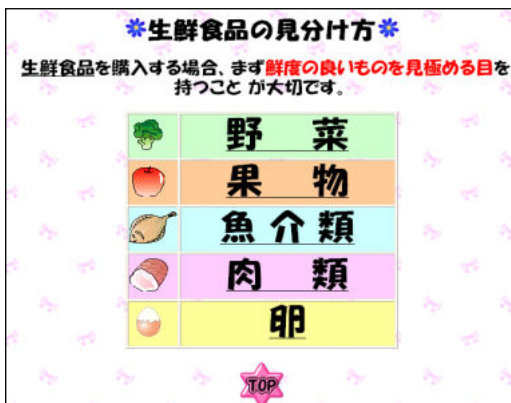 生鮮食品の見分け方
生鮮食品を購入する場合、まず鮮度の良いものを見極める目を
持つこと が大切です。
野 菜
果 物
魚 介 類
肉 類
卵
TOP